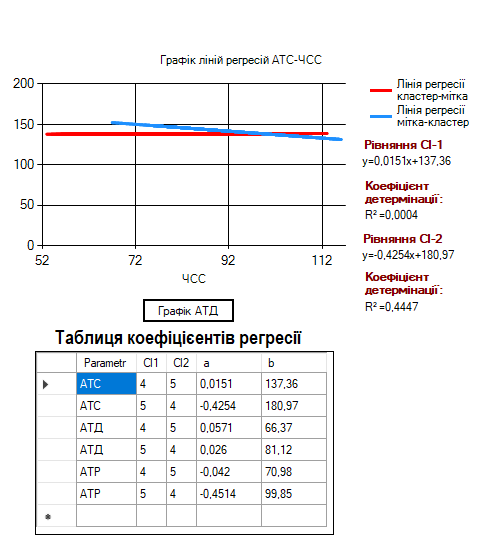 Графік ліній регресій АТС-ЧСС
200
150
100
50
0
52 72 92 112
ЧСС
Лінія регресії
кластер-мітка
Лінія регресії
мітка-кластер
Рівняння Cl-1
y=0,0151x+137,36
Коефіцієнт
детермінації:
R² =0,0004
Рівняння Cl-2
y=-0,4254x+180,97
Коефіцієнт
детермінації:
R² =0,4447
Графік АТД
Таблиця коефіцієнтів регресії
Parametr Cl1 Cl2 a b
АТС 4 5 0,0151 137,36
АТС 5 4 -0,4254 180,97
АТД 4 5 0,0571 66,37
АТД 5 4 0,026 81,12
АТР 4 5 -0,042 70,98
АТР 5 4 -0,4514 99,85